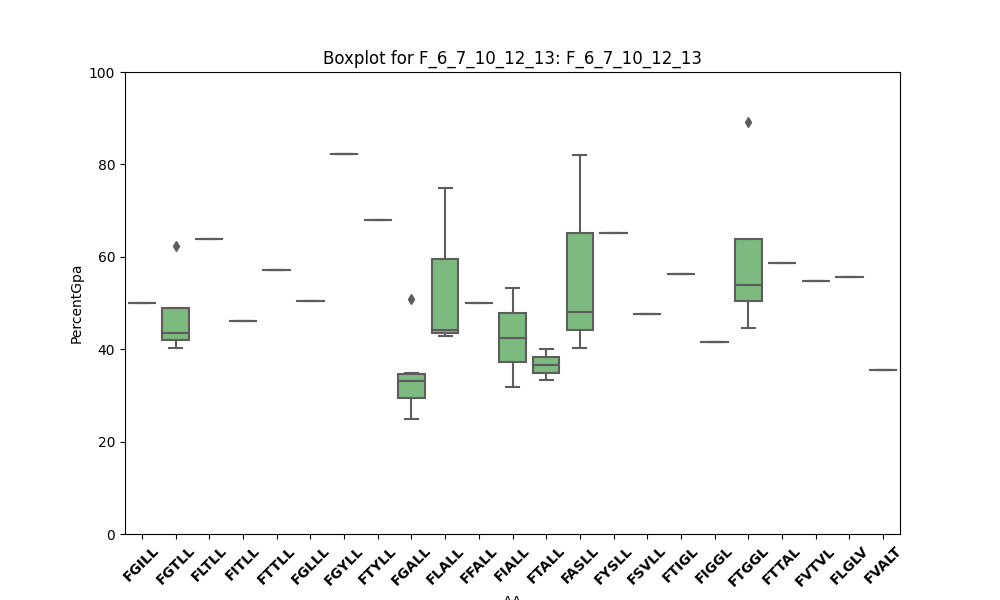 Boxplot for F_6_7_10_12_13: F_6_7_10_12_13
100
80
60
40
20
0
PercentGpa
FGILL
FGTLL
FLTLL
FITLL
FTTLL
FGLLL
FGYLL
FTYLL
FGALL
FLALL
FFALL
FIALL
FTALL
FASLL
FYSLL
FSVLL
FTIGL
FIGGL
FTGGL
FTTAL
FVTVL
FLGLV
FVALT